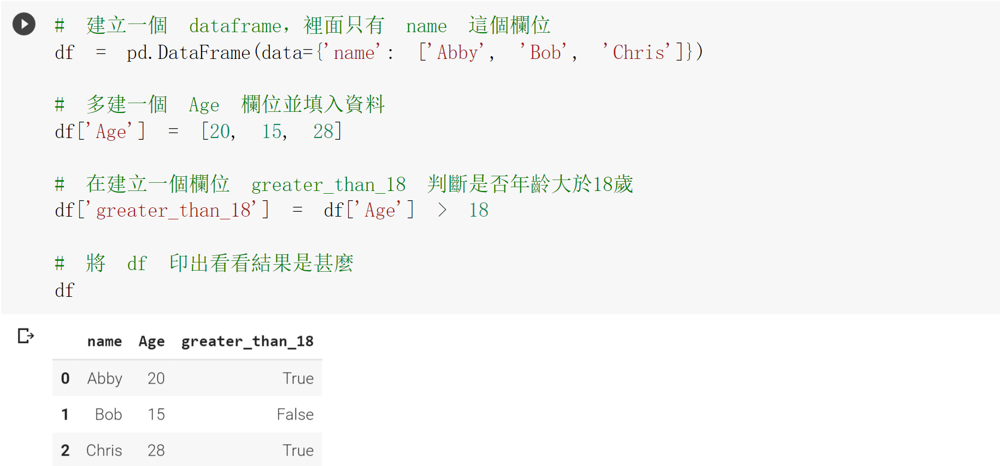 # 建立一個 dataframe，裡面只有 name 這個欄位
df = pd.DataFrame(data={'name': ['Abby', 'Bob', 'Chris']})
# 多建一個 Age 欄位並填入資料
df['Age'] = [20, 15, 28]
# 在建立一個欄位 greater_than_18 判斷是否年齡大於18歲
df['greater_than_18'] = df['Age'] > 18
# 將 df 印出看看結果是甚麼
df
name Age greater_than_18
0 Abby 20 True
1 Bob 15 False
2 Chris 28 True